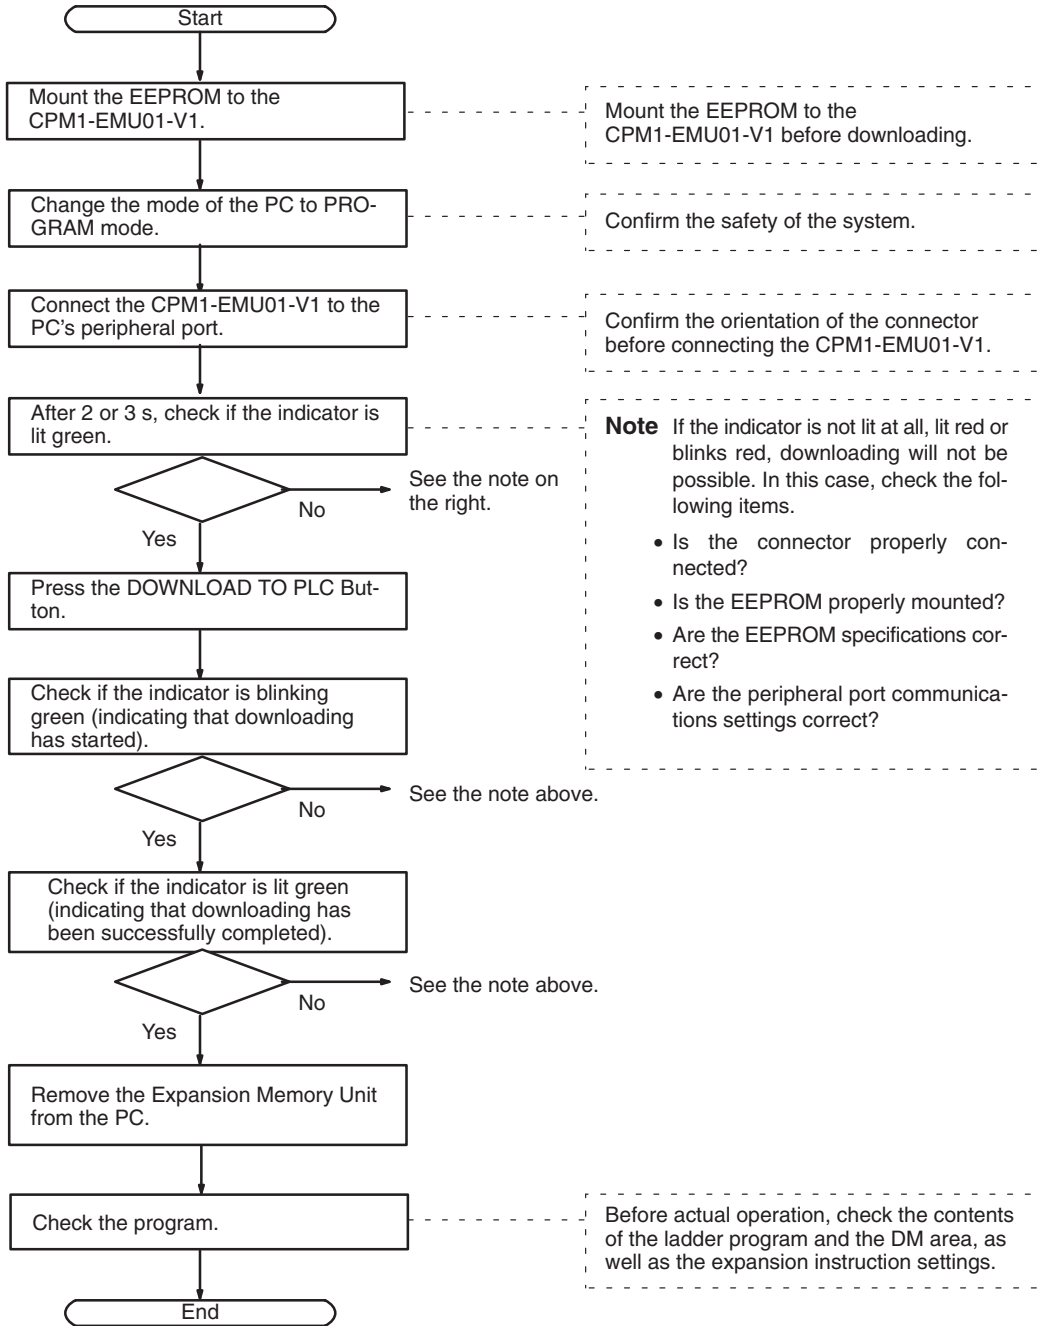 Start
Mount the EEPROM to the
CPM1-EMU01-V1.
Mount the EEPROM to the
CPM1-EMU01-V1 before downloading.
Change the mode of the PC to PRO-
GRAM mode.
Confirm the safety of the system.
Connect the CPM1-EMU01-V1 to the
PC's peripheral port.
Confirm the orientation of the connector
before connecting the CPM1-EMU01-V1.
After 2 or 3 s, check if the indicator is
lit green.
Note If the indicator is not lit at all, lit red or
blinks red, downloading will not be
possible. In this case, check the fol-
lowing items.
• Is the connector properly con-
nected?
• Is the EEPROM properly mounted?
• Are the EEPROM specifications cor-
rect?
• Are the peripheral port communica-
tions settings correct?
No
See the note on
the right.
Yes
Press the DOWNLOAD TO PLC But-
ton.
Check if the indicator is blinking
green (indicating that downloading
has started).
No
See the note above.
Yes
Check if the indicator is lit green
(indicating that downloading has
been successfully completed).
No
See the note above.
Yes
Remove the Expansion Memory Unit
from the PC.
Check the program.
Before actual operation, check the contents
of the ladder program and the DM area, as
well as the expansion instruction settings.
End